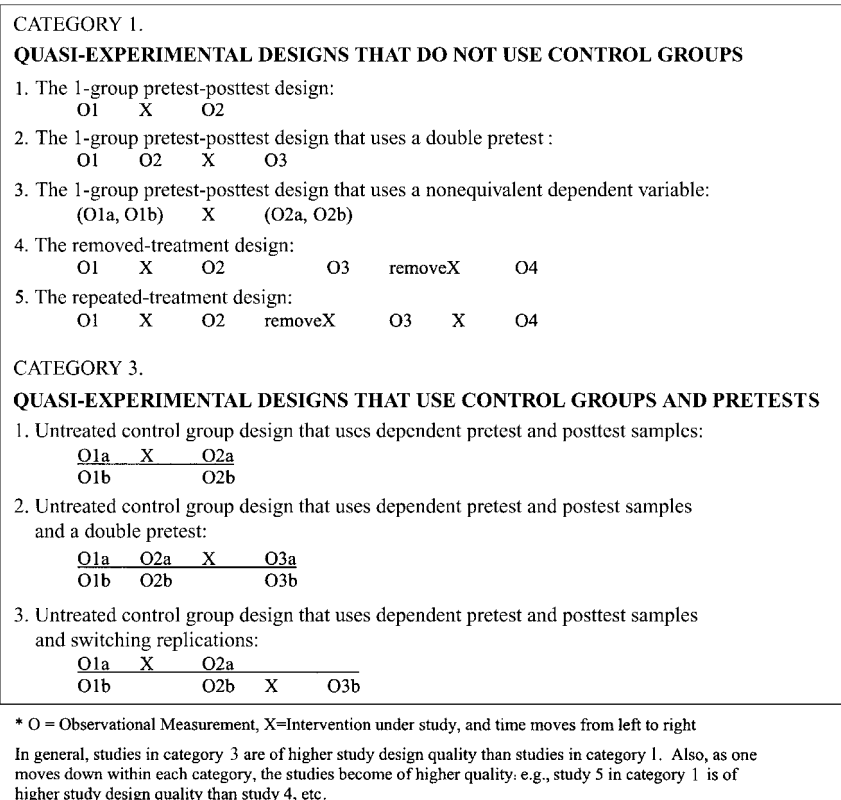 CATEGORY 1.
QUASI-EXPERIMENTAL DESIGNS THAT DO NOT USE CONTROL GROUPS
1. The 1-group pretest-posttest design:
O1 X O2
2. The 1-group pretest-posttest design that uses a double pretest :
O1 O2 X O3
3. The 1-group pretest-posttest design that uses a nonequivalent dependent variable:
(O1a, O1b) X (O2a, O2b)
4. The removed-treatment design:
O1 X O2 O3 removeX O4
5. The repeated-treatment design:
O1 X O2 removeX O3 X O4
CATEGORY 3.
QUASI-EXPERIMENTAL DESIGNS THAT USE CONTROL GROUPS AND PRETESTS
1. Untreated control group design that uses dependent pretest and posttest samples:
O1a X O2a
O1b O2b
2. Untreated control group design that uses dependent pretest and postest samples
and a double pretest:
O1a O2a X O3a
O1b O2b O3b
3. Untreated control group design that uses dependent pretest and posttest samples
and switching replications:
O1a X O2a
O1b O2b X O3b
* O = Observational Measurement, X=Intervention under study, and time moves from left to right
In general, studies in category 3 are of higher study design quality than studies in category 1. Also, as one
moves down within each category, the studies become of higher quality: e.g., study 5 in category 1 is of
higher study design quality than study 4, etc.